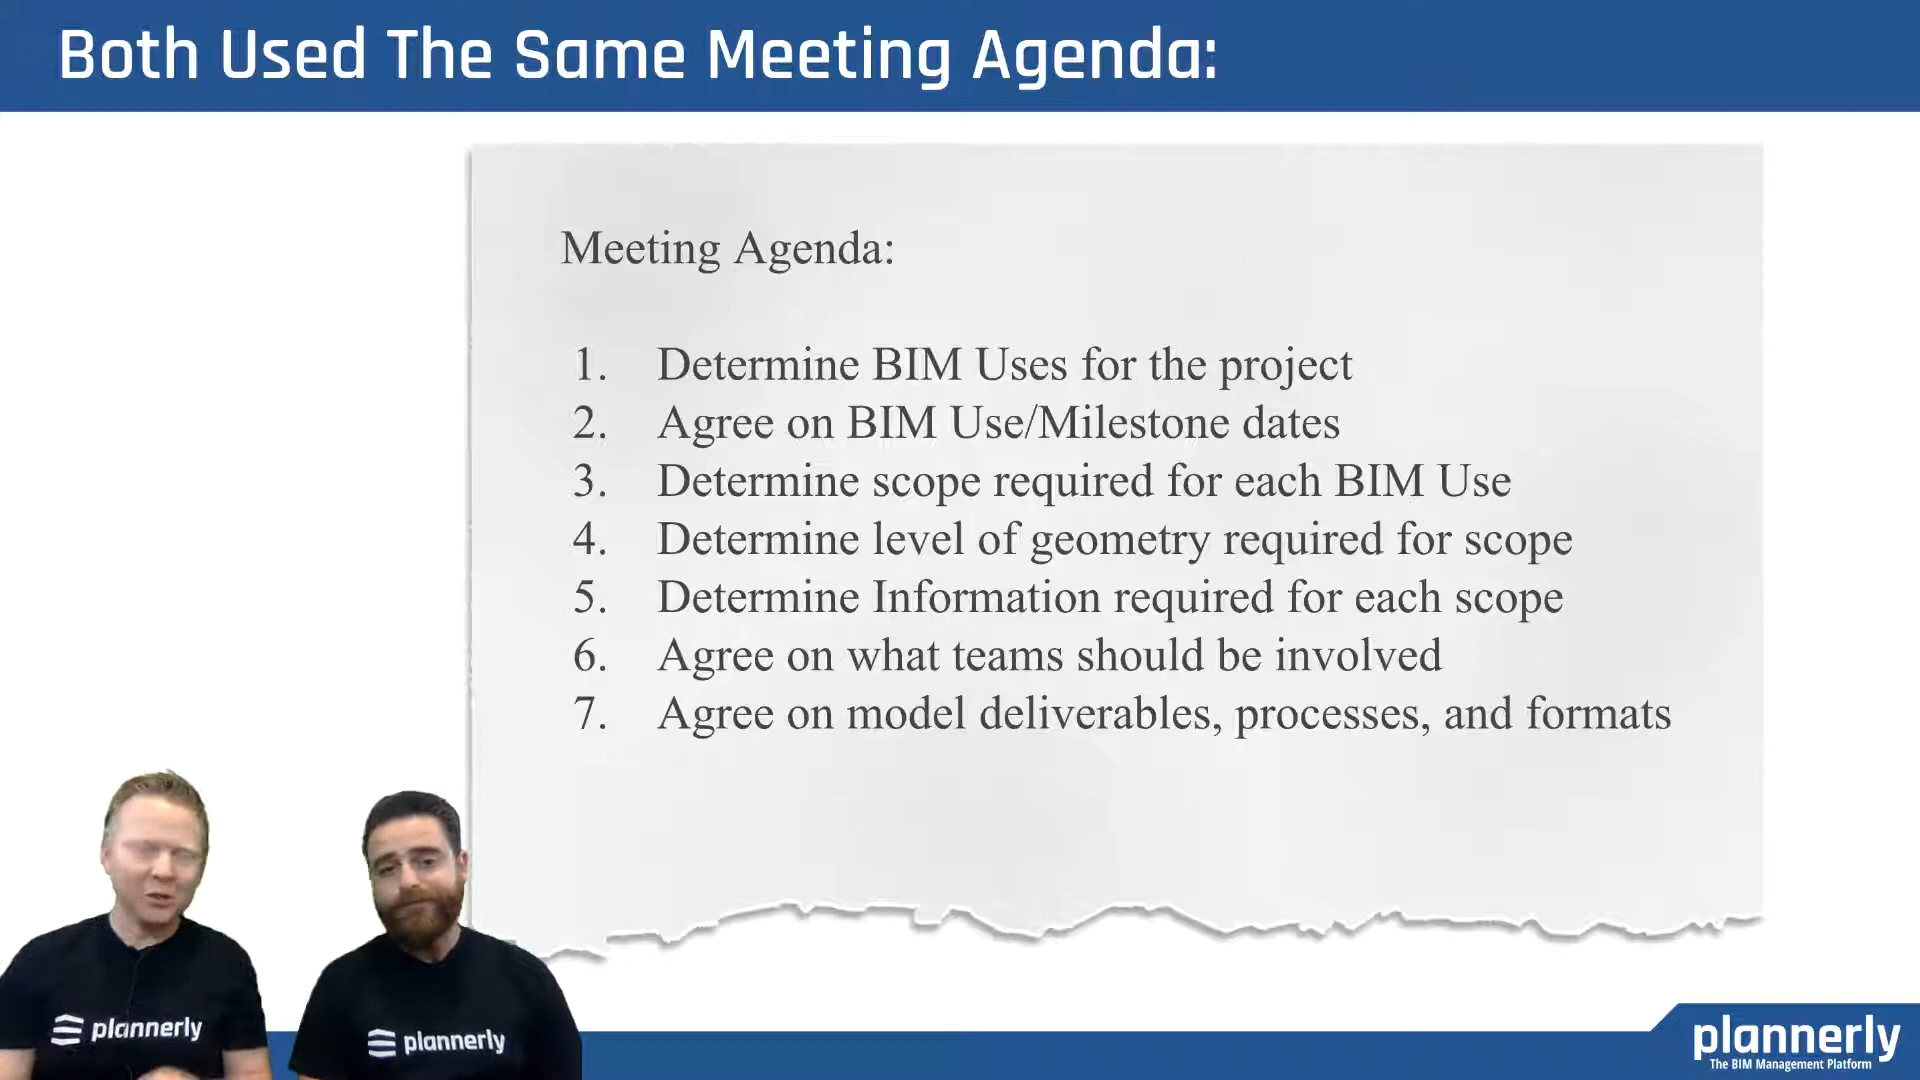 Both Used The Same Meeting Agenda:
Meeting Agenda:
1. Determine BIM Uses for the project
2. Agree on BIM Use/Milestone dates
3. Determine scope required for each BIM Use
4. Determine level of geometry required for scope
5. Determine Information required for each scope
6. Agree on what teams should be involved
7. Agree on model deliverables, processes, and formats
plannerly
plannerly
plannerly
The BIM Management Platform